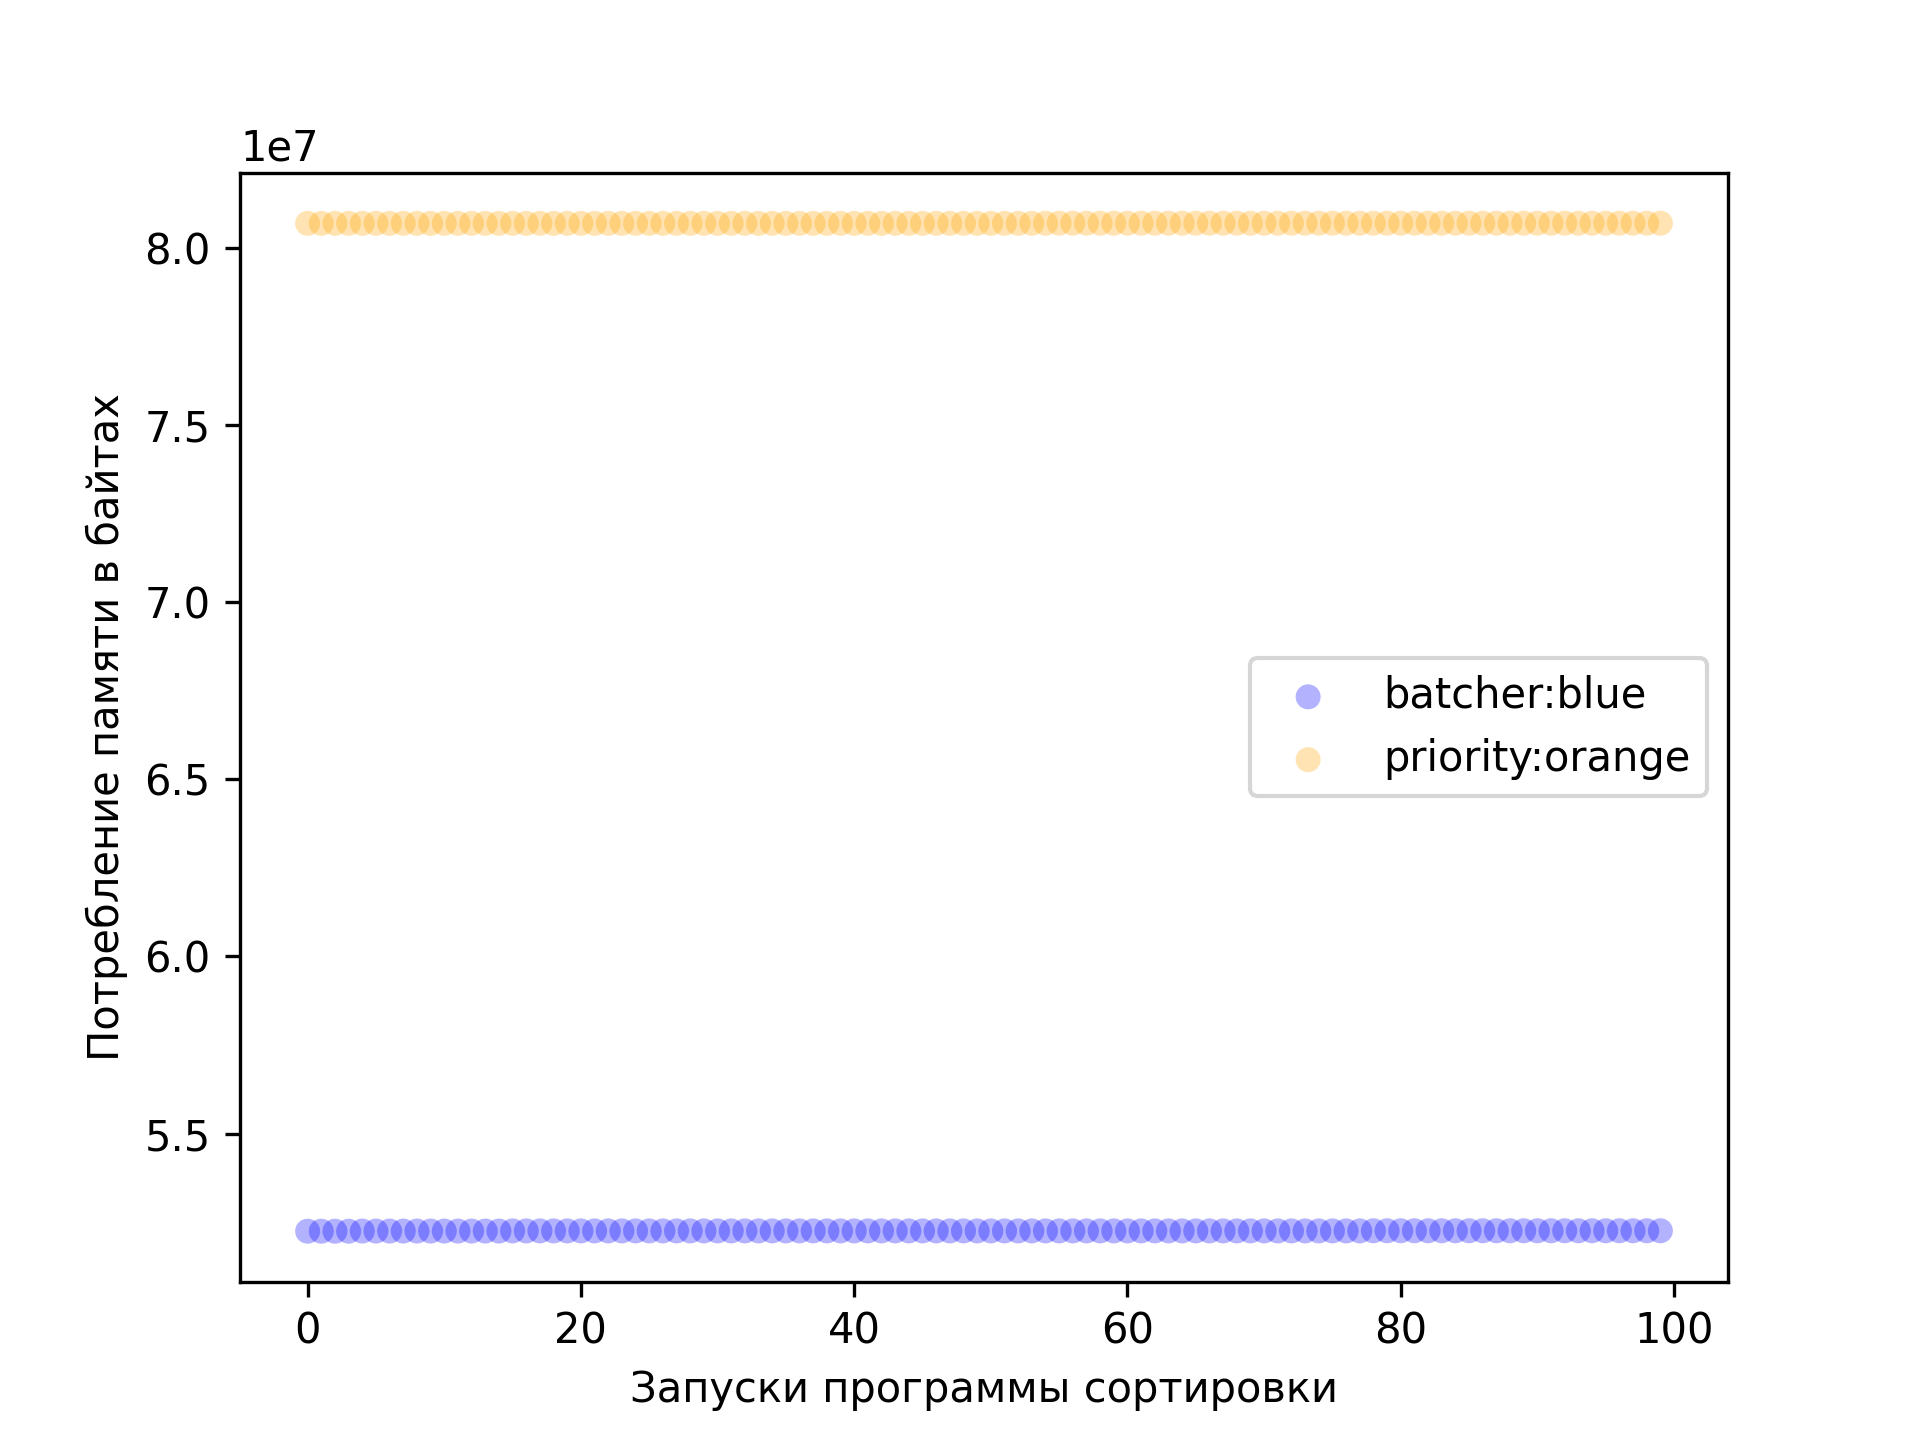 1e7
8.0
7.5
7.0
6.5
6.0
5.5
Потребление памяти в байтах
batcher:blue
priority:orange
0 20 40 60 80 100
Запуски программы сортировки